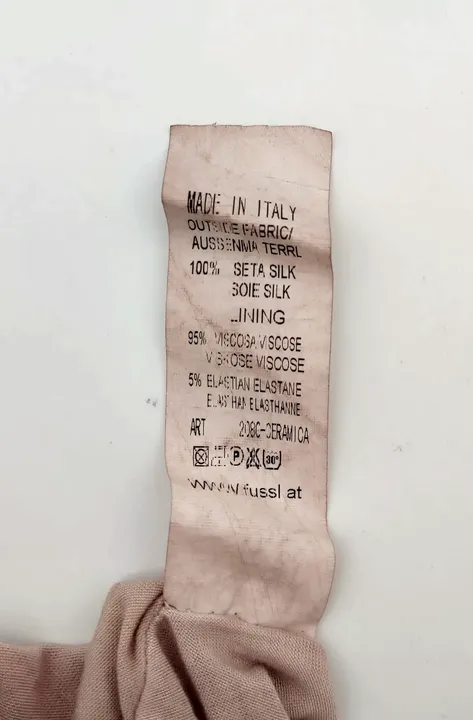 MADE IN ITALY
OUTSIDE FABRIC/
AUSSENMA TERRL
100% SETA SILK
SOIE SILK
LINING
95% VISCOSA VISCOSE
VISKOSE VISCOSE
5% ELASTIAN ELASTANE
ELASTHAN ELASTHANNE
ART 2080-CERAMICA
P 30°
www.fussl.at